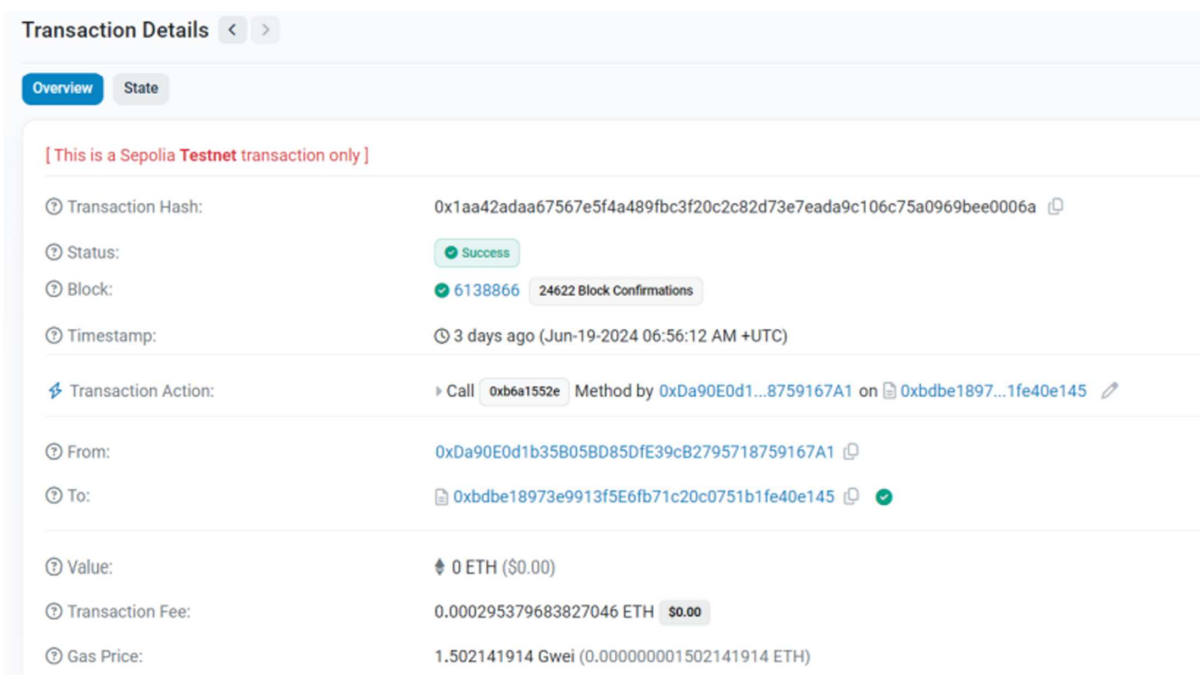 Transaction Details < >
Overview State
[ This is a Sepolia Testnet transaction only ]
Transaction Hash: 0x1aa42adaa67567e5f4a489fbc3f20c2c82d73e7eada9c106c75a0969bee0006a
Status: Success
Block: 6138866 24622 Block Confirmations
Timestamp: 3 days ago (Jun-19-2024 06:56:12 AM +UTC)
Transaction Action: Call 0xb6a1552e Method by 0xDa90E0d1...8759167A1 on 0xbdbe1897...1fe40e145
From: 0xDa90E0d1b35B05BD85DfE39cB2795718759167A1
To: 0xbdbe18973e9913f5E6fb71c20c0751b1fe40e145
Value: 0 ETH ($0.00)
Transaction Fee: 0.000295379683827046 ETH $0.00
Gas Price: 1.502141914 Gwei (0.000000001502141914 ETH)